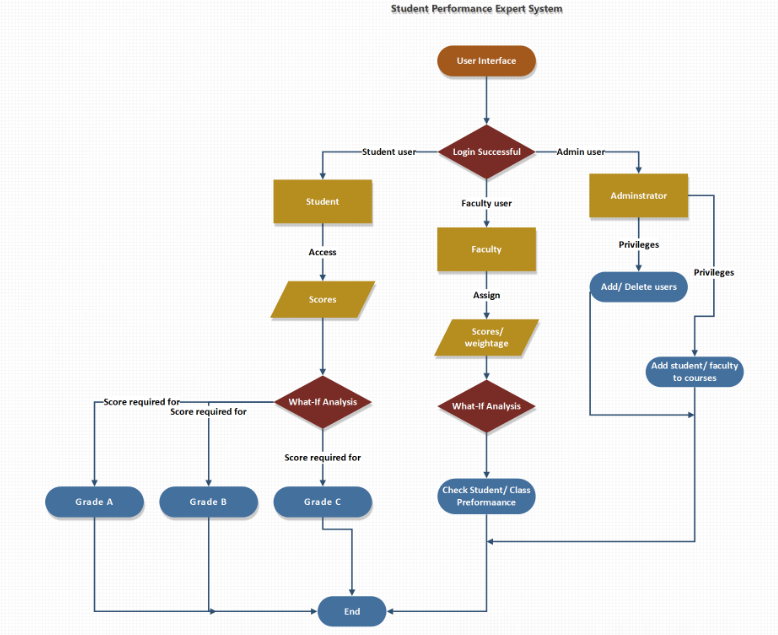 Student Performance Expert System
User Interface
Student user
Login Successful
Admin user
Student
Faculty user
Adminstrator
Access
Faculty
Privileges
Privileges
Add/ Delete users
Scores
Assign
Scores/
weightage
Add student/ faculty
to courses
Score required for
Score required for
What-If Analysis
What-If Analysis
Score required for
Grade A
Grade B
Grade C
Check Student/ Class
Preformaance
End